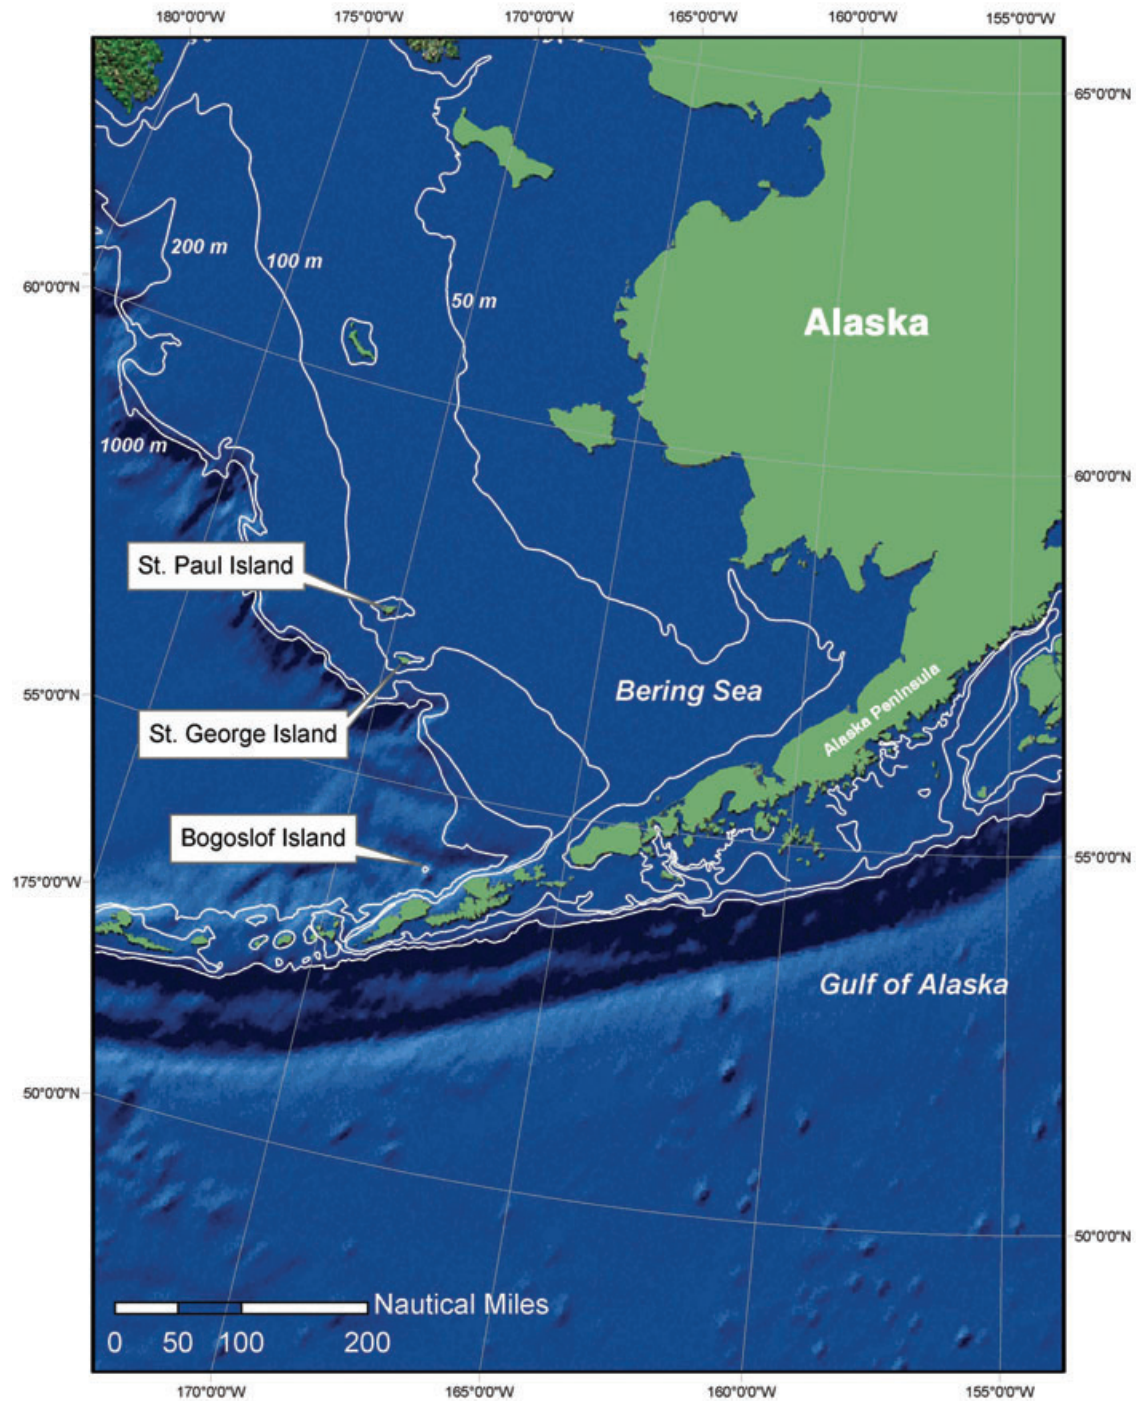 180°0'0"W 175°0'0"W 170°0'0"W 165°0'0"W 160°0'0"W 155°0'0"W
65°0'0"N
200 m
100 m
60°0'0"N
50 m
Alaska
1000 m
60°0'0"N
St. Paul Island
55°0'0"N
Bering Sea
Alaska Peninsula
St. George Island
Bogoslof Island
55°0'0"N
175°0'0"W
Gulf of Alaska
50°0'0"N
50°0'0"N
Nautical Miles
0 50 100 200
170°0'0"W 165°0'0"W 160°0'0"W 155°0'0"W